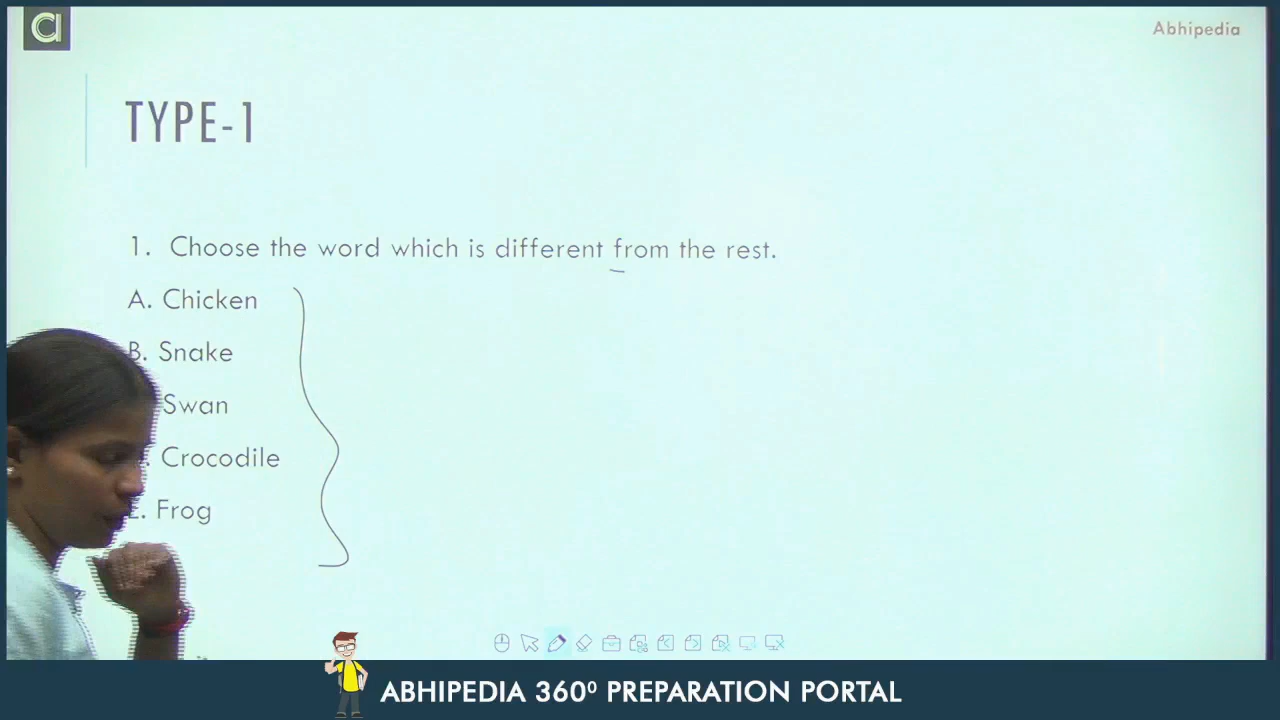 Abhipedia
TYPE-1
1. Choose the word which is different from the rest.
A. Chicken
B. Snake
Swan
Crocodile
E. Frog
ABHIPEDIA 360⁰ PREPARATION PORTAL